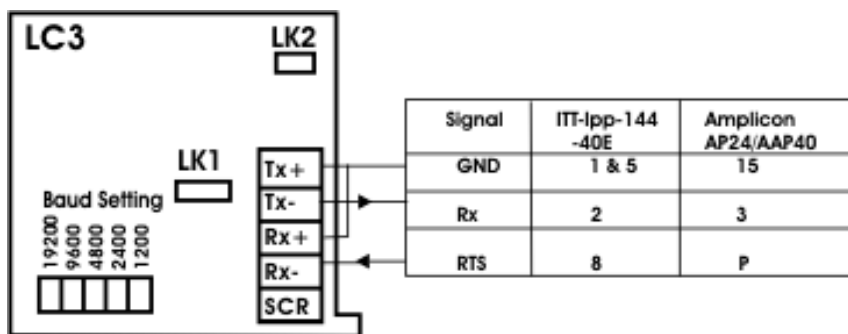 LC3
LK2
LK1
Baud Setting
19200
9600
4800
2400
1200
Tx+
Tx-
Rx+
Rx-
SCR
Signal ITT-Ipp-144 -40E Amplicon AP24/AAP40
GND 1 & 5 15
Rx 2 3
RTS 8 P